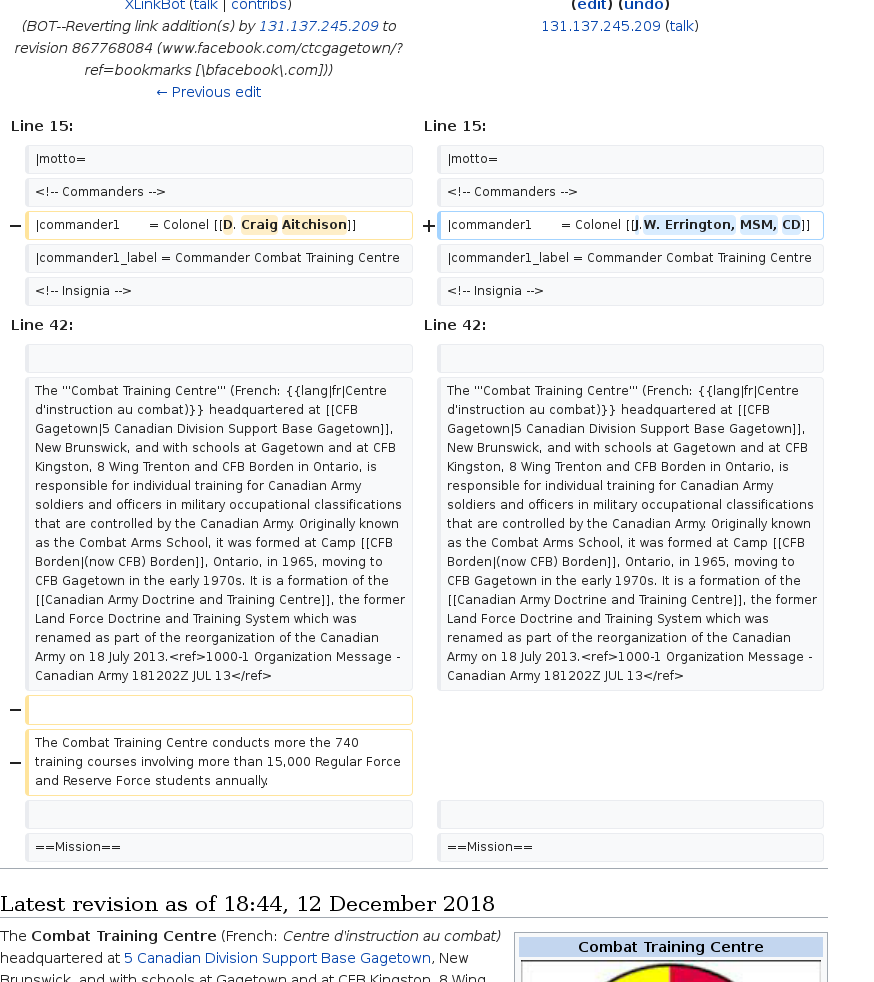 XLinkBot (talk | contribs)
(BOT--Reverting link addition(s) by 131.137.245.209 to
revision 867768084 (www.facebook.com/ctcgagetown/?
ref=bookmarks [\bfacebook\.com]))
← Previous edit
(edit) (undo)
131.137.245.209 (talk)
Line 15:
|motto=
<!-- Commanders -->
− |commander1 = Colonel [[D. Craig Aitchison]]
|commander1_label = Commander Combat Training Centre
<!-- Insignia -->
Line 15:
|motto=
<!-- Commanders -->
+ |commander1 = Colonel [[J.W. Errington, MSM, CD]]
|commander1_label = Commander Combat Training Centre
<!-- Insignia -->
Line 42:
The '''Combat Training Centre''' (French: {{lang|fr|Centre
d'instruction au combat)}} headquartered at [[CFB
Gagetown|5 Canadian Division Support Base Gagetown]],
New Brunswick, and with schools at Gagetown and at CFB
Kingston, 8 Wing Trenton and CFB Borden in Ontario, is
responsible for individual training for Canadian Army
soldiers and officers in military occupational classifications
that are controlled by the Canadian Army. Originally known
as the Combat Arms School, it was formed at Camp [[CFB
Borden|(now CFB) Borden]], Ontario, in 1965, moving to
CFB Gagetown in the early 1970s. It is a formation of the
[[Canadian Army Doctrine and Training Centre]], the former
Land Force Doctrine and Training System which was
renamed as part of the reorganization of the Canadian
Army on 18 July 2013.<ref>1000-1 Organization Message -
Canadian Army 181202Z JUL 13</ref>
−
− The Combat Training Centre conducts more the 740
training courses involving more than 15,000 Regular Force
and Reserve Force students annually.
==Mission==
Line 42:
The '''Combat Training Centre''' (French: {{lang|fr|Centre
d'instruction au combat)}} headquartered at [[CFB
Gagetown|5 Canadian Division Support Base Gagetown]],
New Brunswick, and with schools at Gagetown and at CFB
Kingston, 8 Wing Trenton and CFB Borden in Ontario, is
responsible for individual training for Canadian Army
soldiers and officers in military occupational classifications
that are controlled by the Canadian Army. Originally known
as the Combat Arms School, it was formed at Camp [[CFB
Borden|(now CFB) Borden]], Ontario, in 1965, moving to
CFB Gagetown in the early 1970s. It is a formation of the
[[Canadian Army Doctrine and Training Centre]], the former
Land Force Doctrine and Training System which was
renamed as part of the reorganization of the Canadian
Army on 18 July 2013.<ref>1000-1 Organization Message -
Canadian Army 181202Z JUL 13</ref>
==Mission==
Latest revision as of 18:44, 12 December 2018
The Combat Training Centre (French: Centre d'instruction au combat)
headquartered at 5 Canadian Division Support Base Gagetown, New
Brunswick, and with schools at Gagetown and at CFB Kingston, 8 Wing
Combat Training Centre